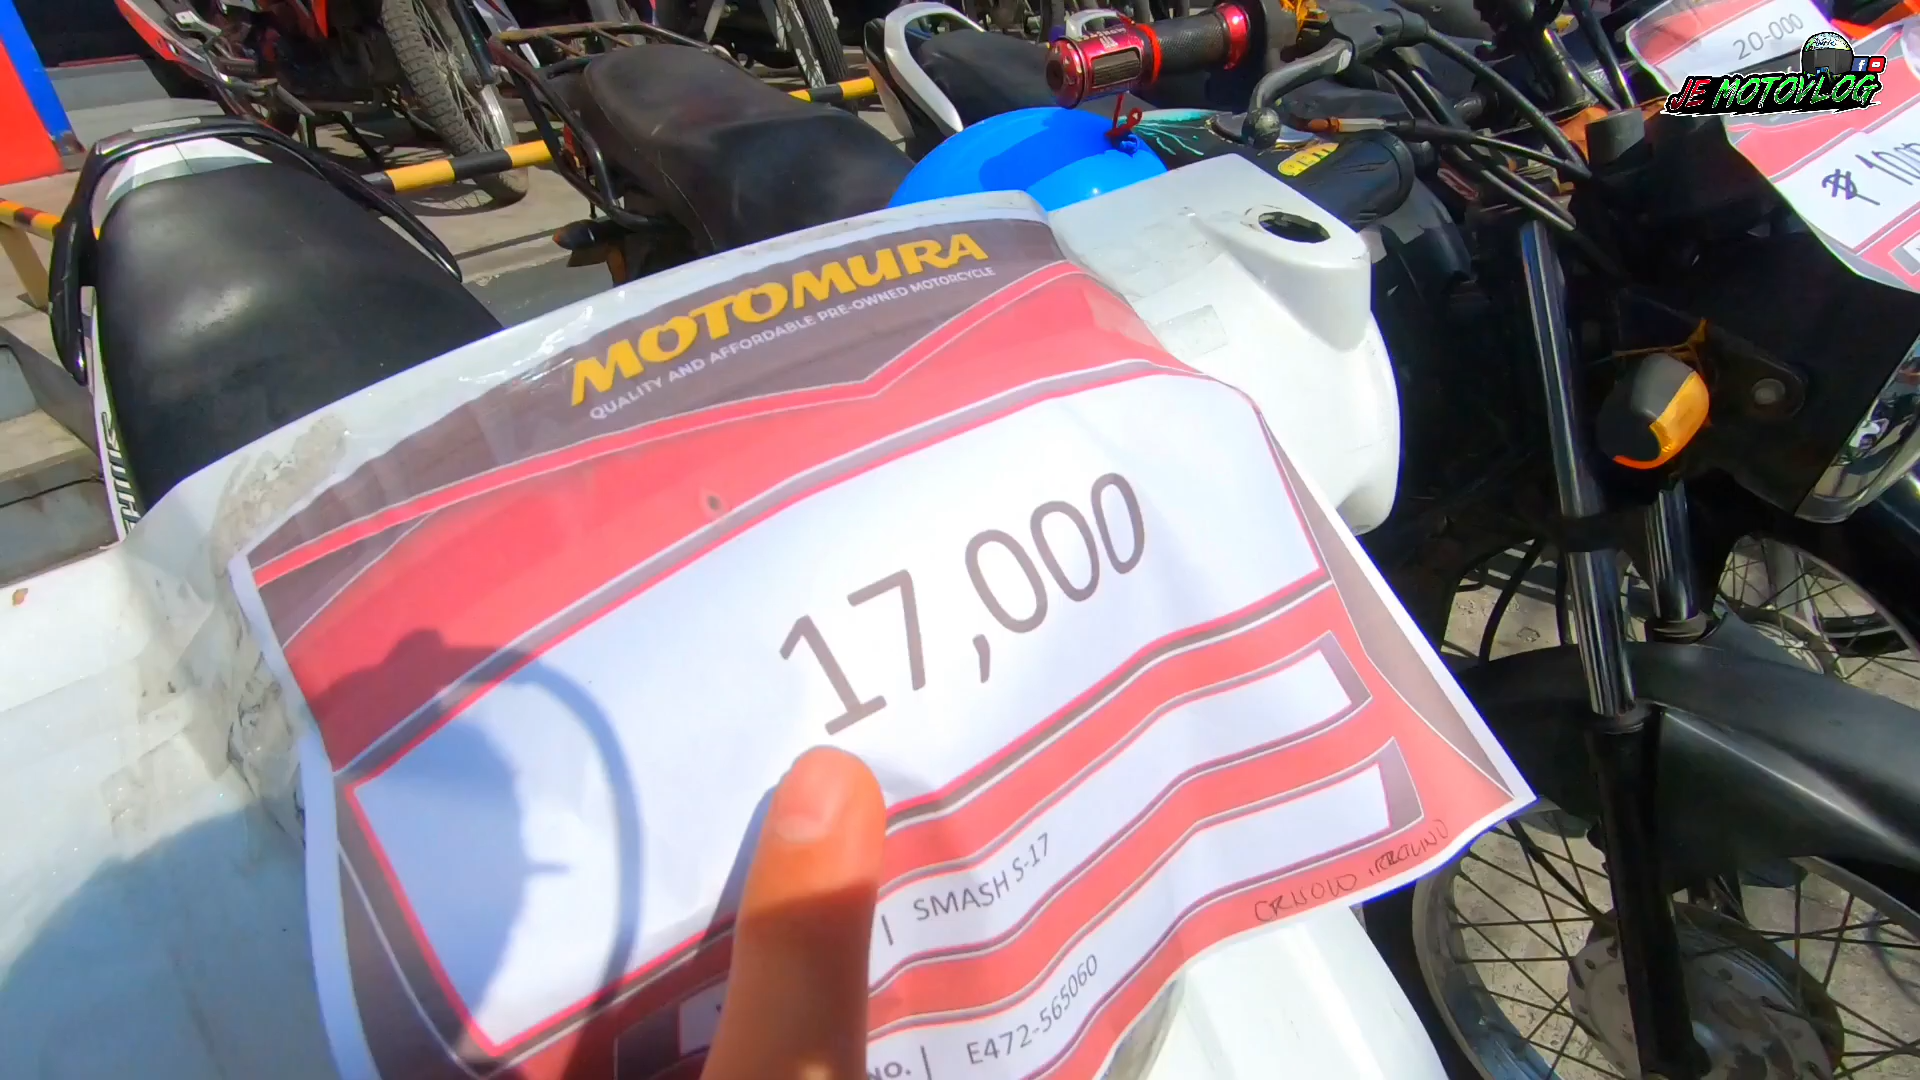 20-000
JE MOTOVLOG
MOTOMURA
QUALITY AND AFFORDABLE PRE-OWNED MOTORCYCLE
17,000
| SMASH S-17
NO. | E472-565060